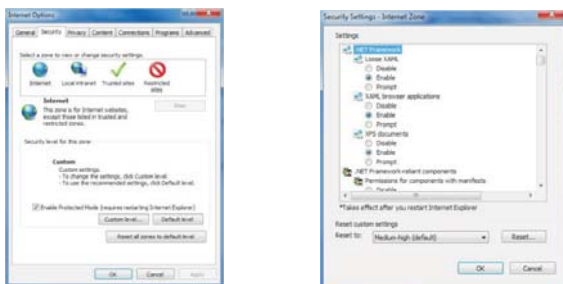 Internet Options
General Security Privacy Content Connections Programs Advanced
Select a zone to view or change security settings.
Internet Local intranet Trusted sites Restricted sites
Internet
This zone is for Internet websites, except those listed in trusted and restricted zones.
Sites
Security level for this zone
Custom
Custom settings.
- To change the settings, click Custom level.
- To use the recommended settings, click Default level.
Enable Protected Mode (requires restarting Internet Explorer)
Custom level... Default level
Reset all zones to default level
OK Cancel Apply
Security Settings - Internet Zone
Settings
.NET Framework
Loose XAML
Disable
Enable
Prompt
XAML browser applications
Disable
Enable
Prompt
XPS documents
Disable
Enable
Prompt
.NET Framework-reliant components
Permissions for components with manifests
Disable
*Takes effect after you restart Internet Explorer
Reset custom settings
Reset to: Medium-high (default) Reset...
OK Cancel